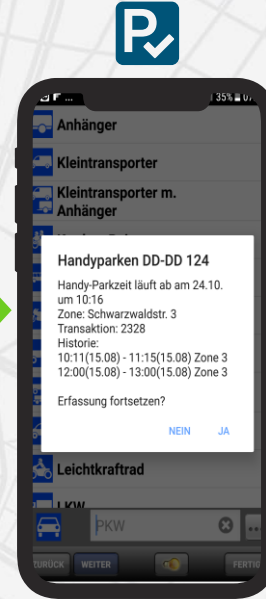 P
35% 07
Anhänger
Kleintransporter
Kleintransporter m.
Anhänger
Handyparken DD-DD 124
Handy-Parkzeit läuft ab am 24.10.
um 10:16
Zone: Schwarzwaldstr. 3
Transaktion: 2328
Historie:
10:11(15.08) - 11:15(15.08) Zone 3
12:00(15.08) - 13:00(15.08) Zone 3
Erfassung fortsetzen?
NEIN JA
Leichtkraftrad
LKW
PKW
ZURÜCK WEITER FERTIG